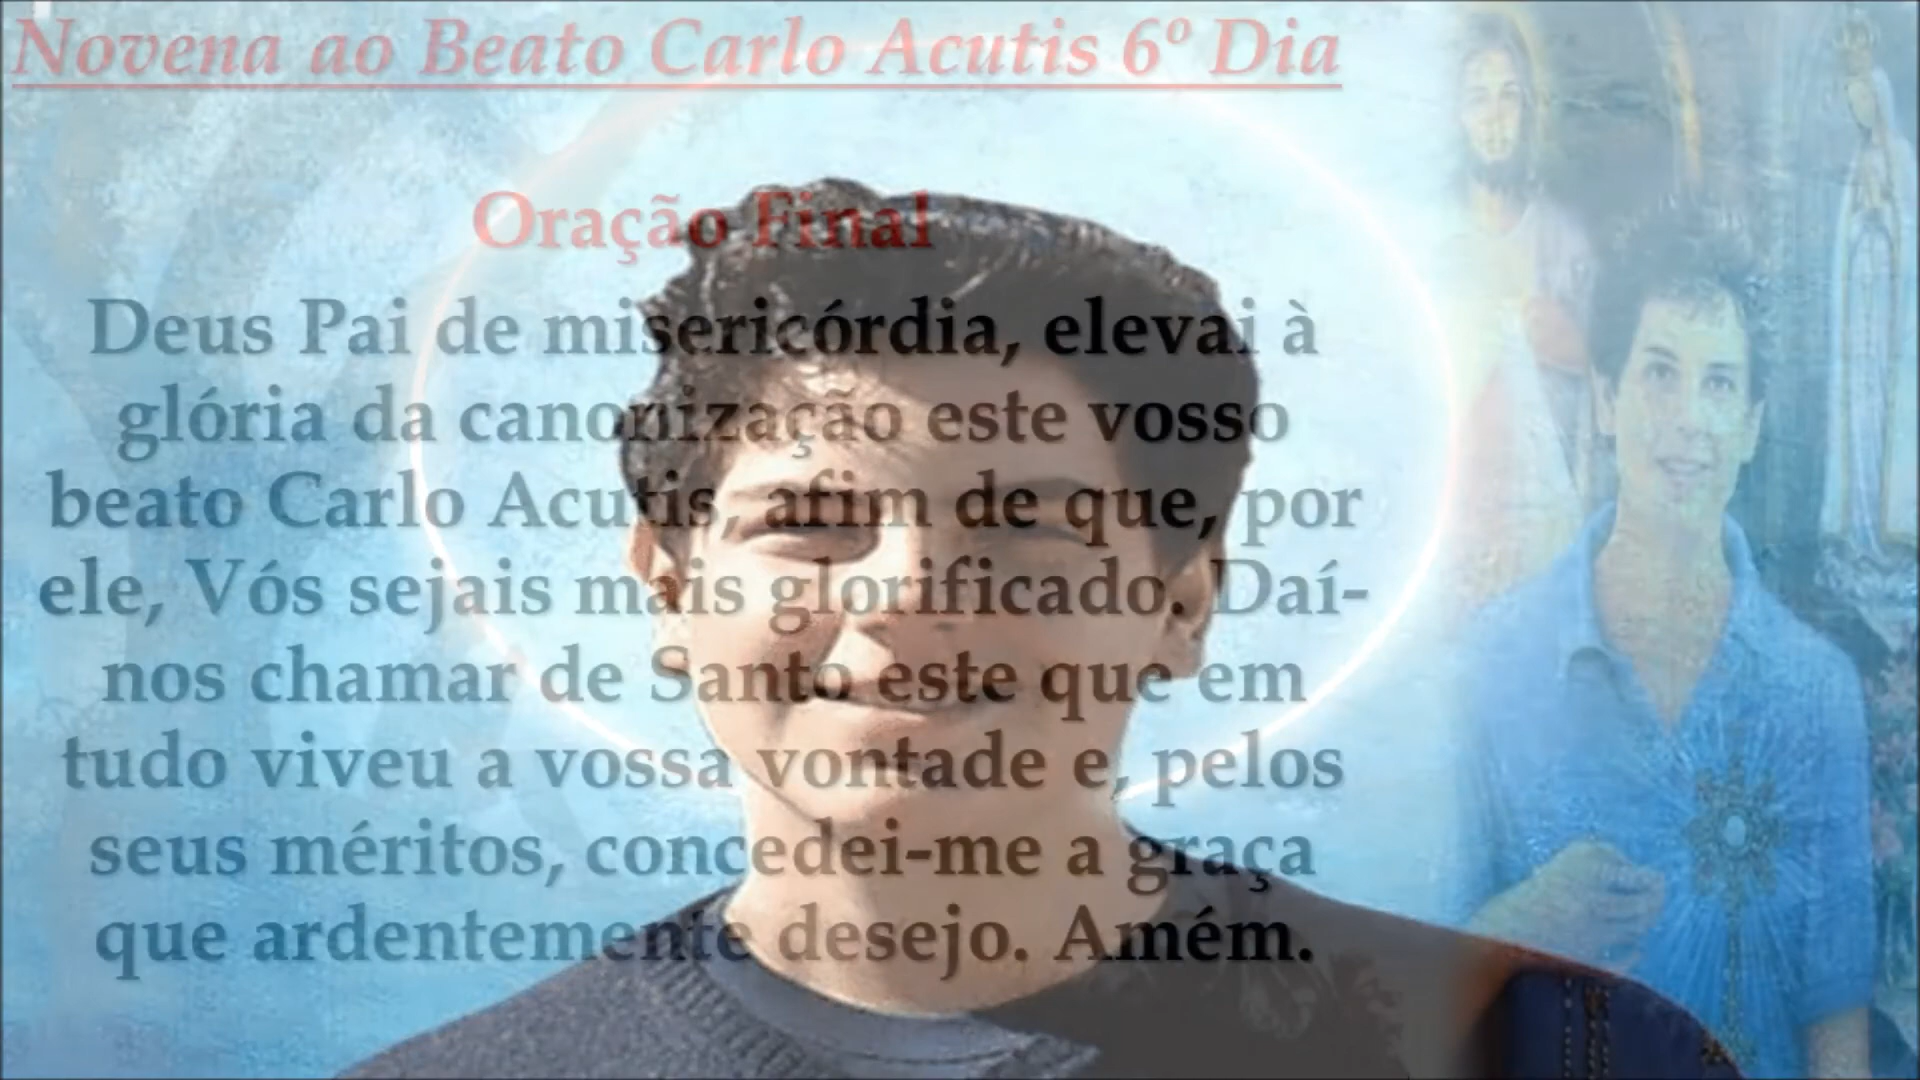 Novena ao Beato Carlo Acutis 6º Dia
Oração Final
Deus Pai de misericórdia, elevai à
glória da canonização este vosso
beato Carlo Acutis, afim de que, por
ele, Vós sejais mais glorificado. Daí-
nos chamar de Santo este que em
tudo viveu a vossa vontade e, pelos
seus méritos, concedei-me a graça
que ardentemente desejo. Amém.